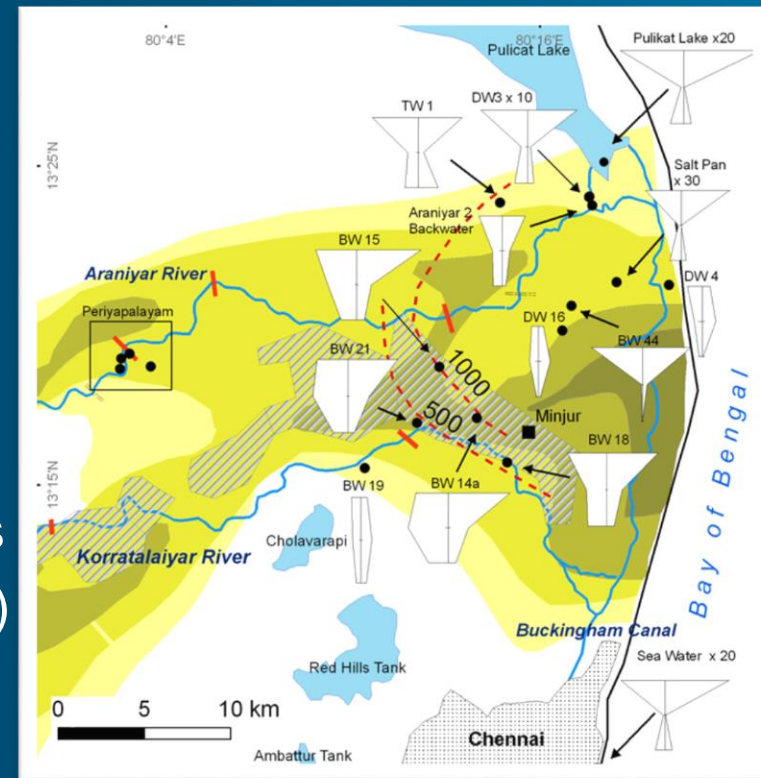 80°4'E
80°16'E
Pulicat Lake
Pulikat Lake x20
TW 1
DW3 x 10
13°25'N
Salt Pan
x 30
Araniyar 2
Backwater
BW 15
Araniyar River
DW 4
Periyapalayam
DW 16
BW 44
BW 21
1000
500
Minjur
BW 18
13°15'N
BW 19
BW 14a
Bay of Bengal
s
Cholavarapi
)
Korratalaiyar River
Buckingham Canal
Sea Water x 20
Red Hills Tank
0 5 10 km
Chennai
Ambattur Tank